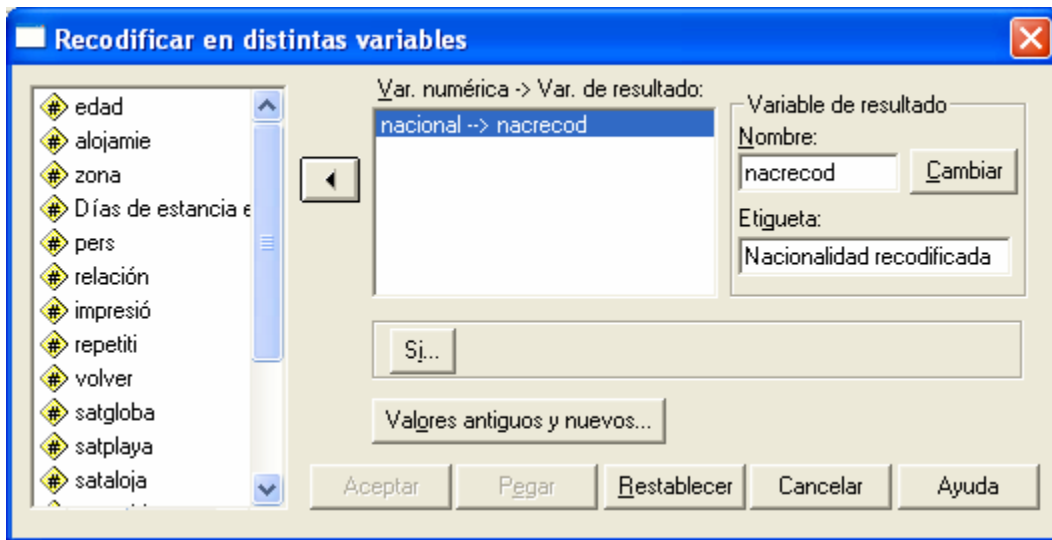 Recodificar en distintas variables
edad
alojamie
zona
Días de estancia e
pers
relación
impresió
repetiti
volver
satgloba
satplaya
sataloja
Var. numérica -> Var. de resultado:
nacional --> nacrecod
Variable de resultado
Nombre:
nacrecod
Cambiar
Etiqueta:
Nacionalidad recodificada
Si...
Valores antiguos y nuevos...
Aceptar
Pegar
Restablecer
Cancelar
Ayuda